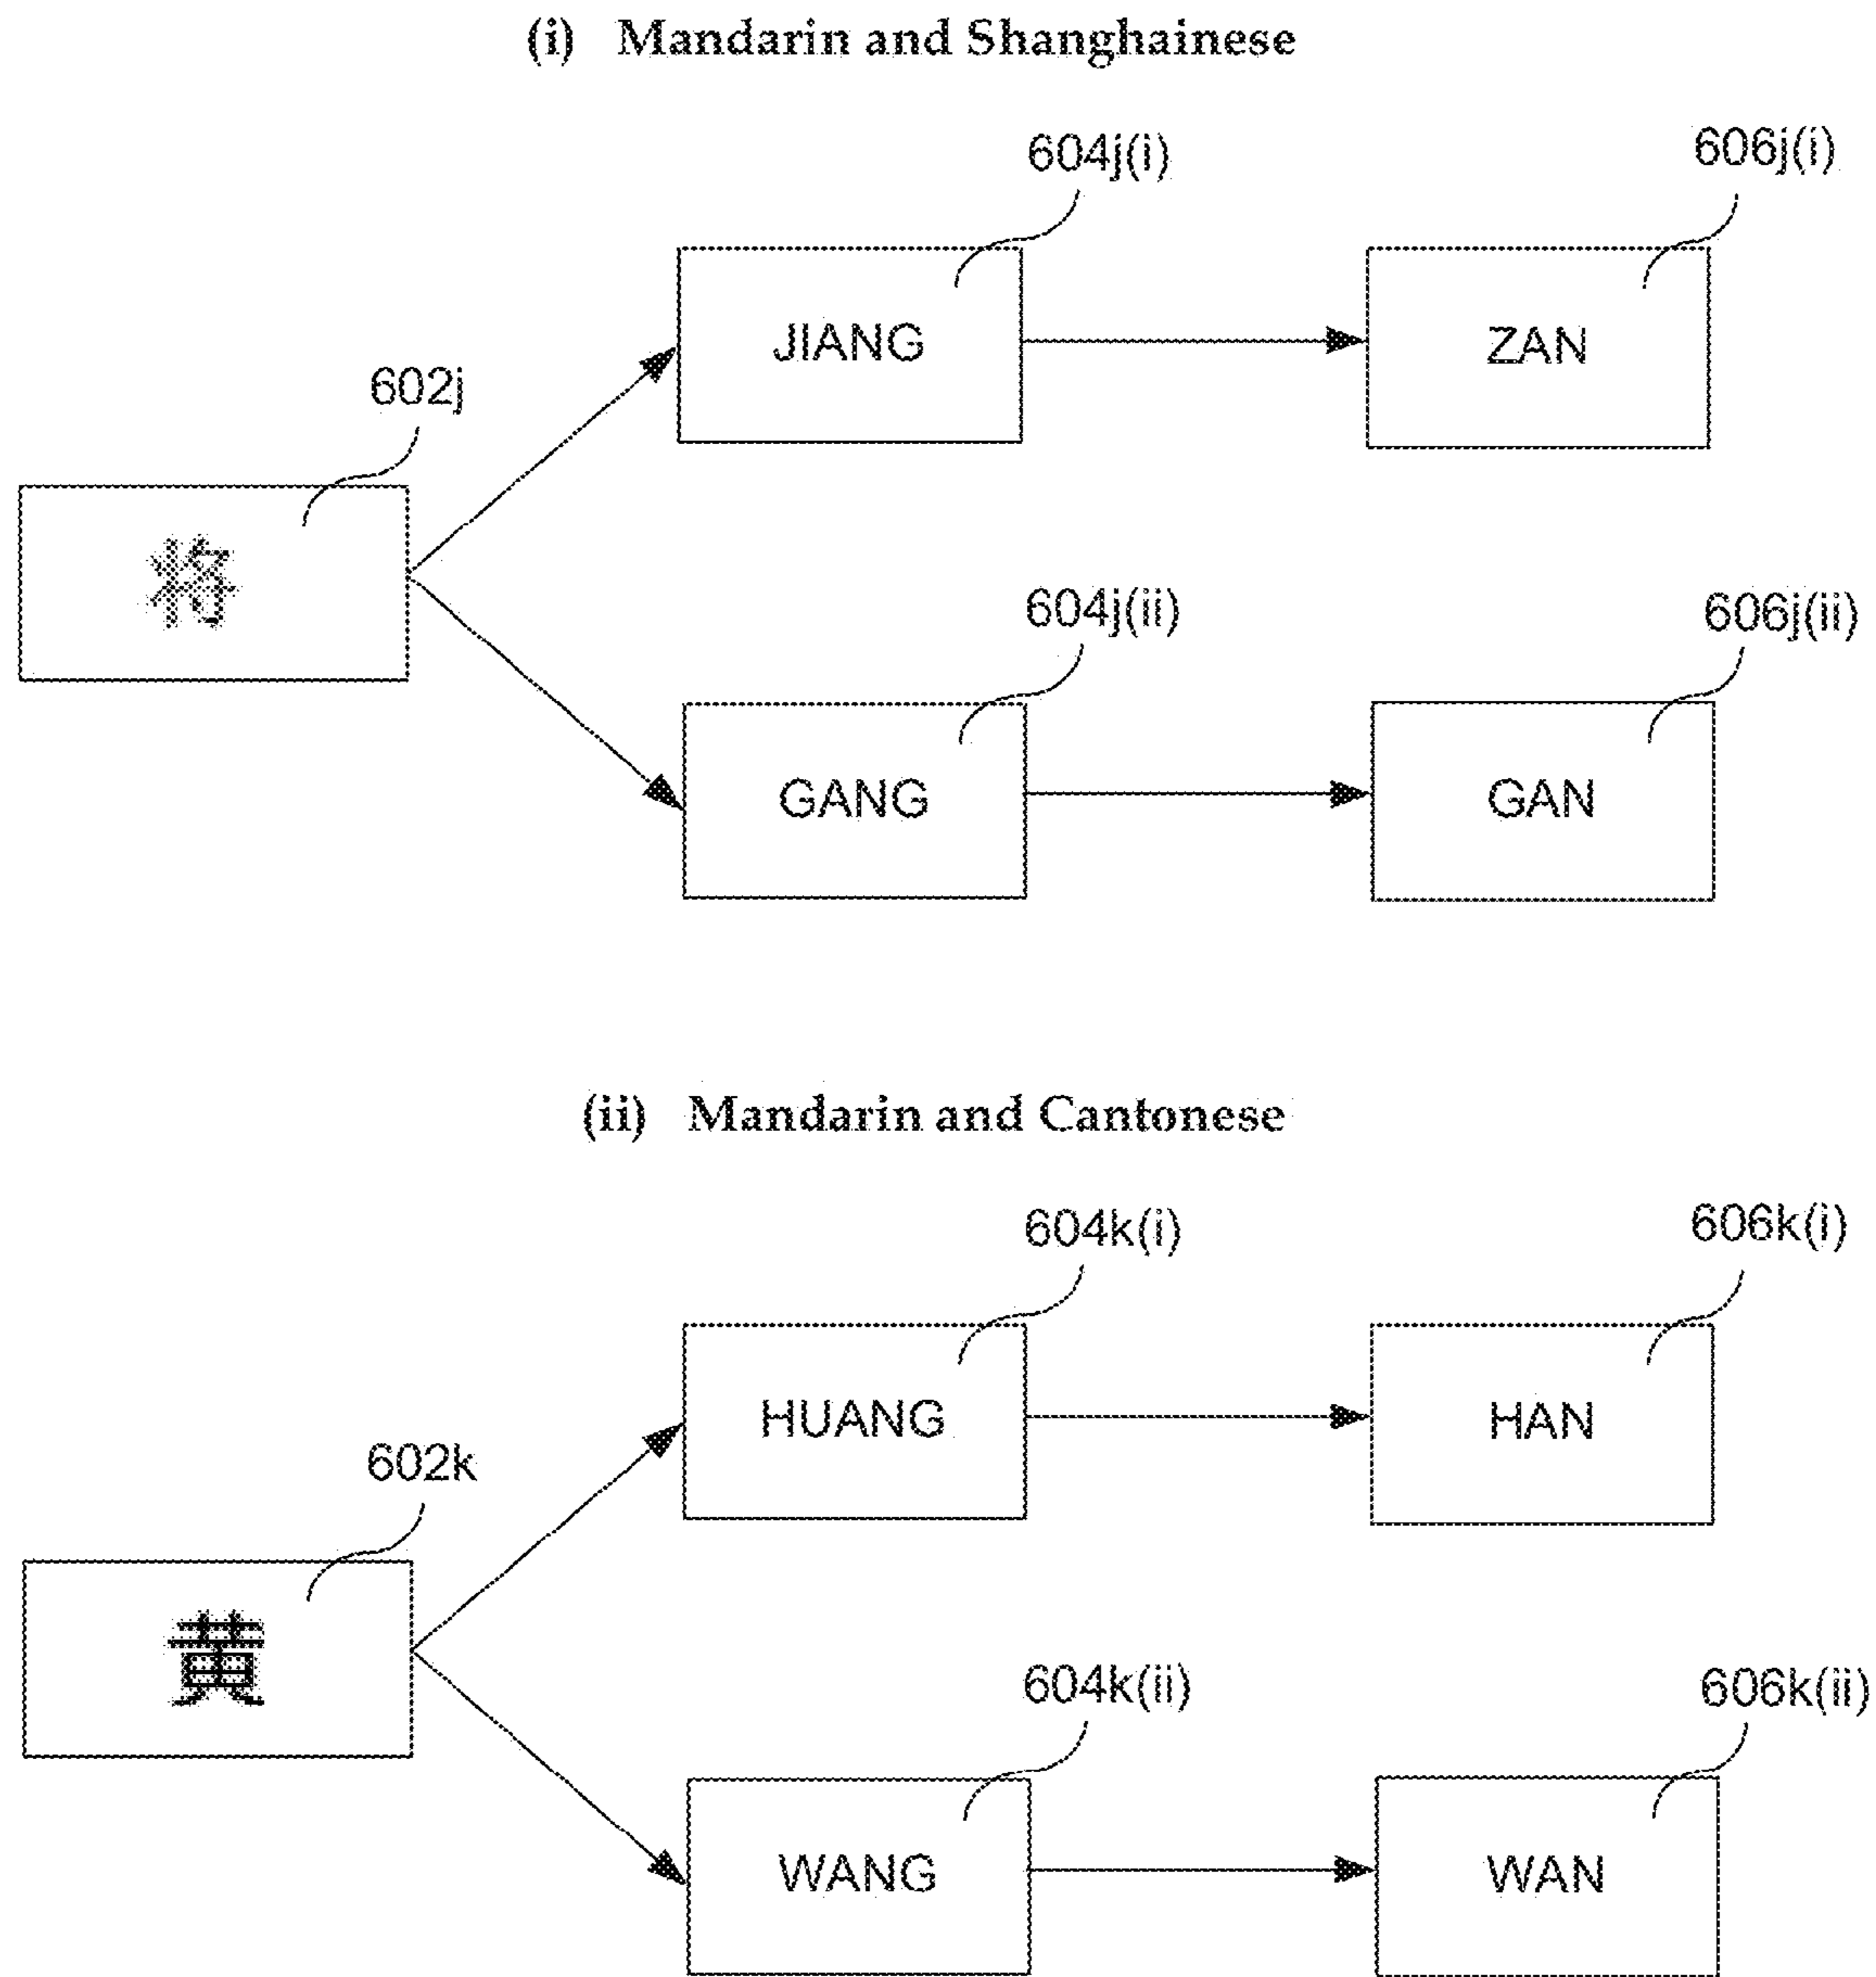 (i) Mandarin and Shanghainese
604j(i)
606j(i)
JIANG
ZAN
602j
将
604j(ii)
606j(ii)
GANG
GAN
(ii) Mandarin and Cantonese
604k(i)
606k(i)
HUANG
HAN
602k
黄
604k(ii)
606k(ii)
WANG
WAN